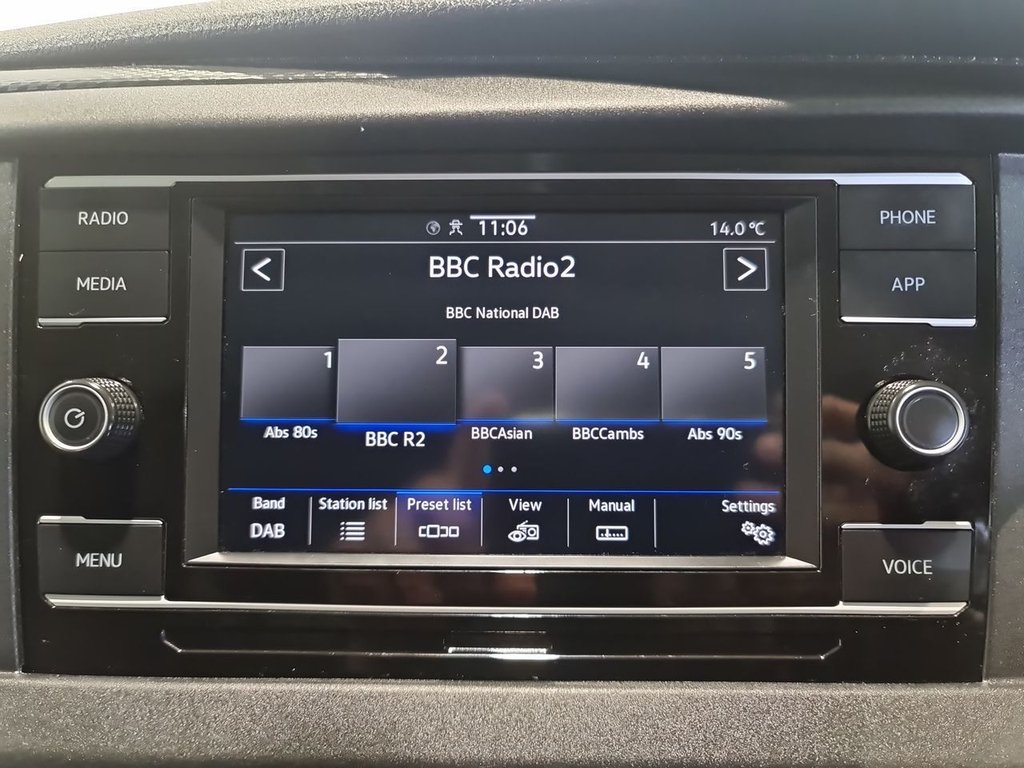 RADIO
MEDIA
MENU
11:06
14.0 °C
<
BBC Radio2
>
BBC National DAB
1
2
3
4
5
Abs 80s
BBC R2
BBCAsian
BBCCambs
Abs 90s
Band
DAB
Station list
Preset list
View
Manual
Settings
PHONE
APP
VOICE